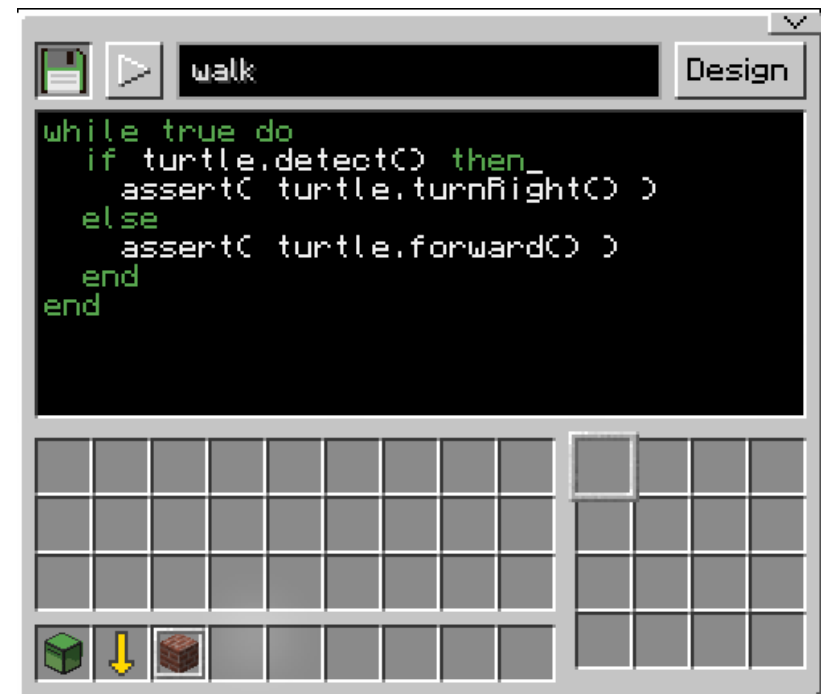 walk
Design
while true do
  if turtle.detect() then_
    assert( turtle.turnRight() )
  else
    assert( turtle.forward() )
  end
end